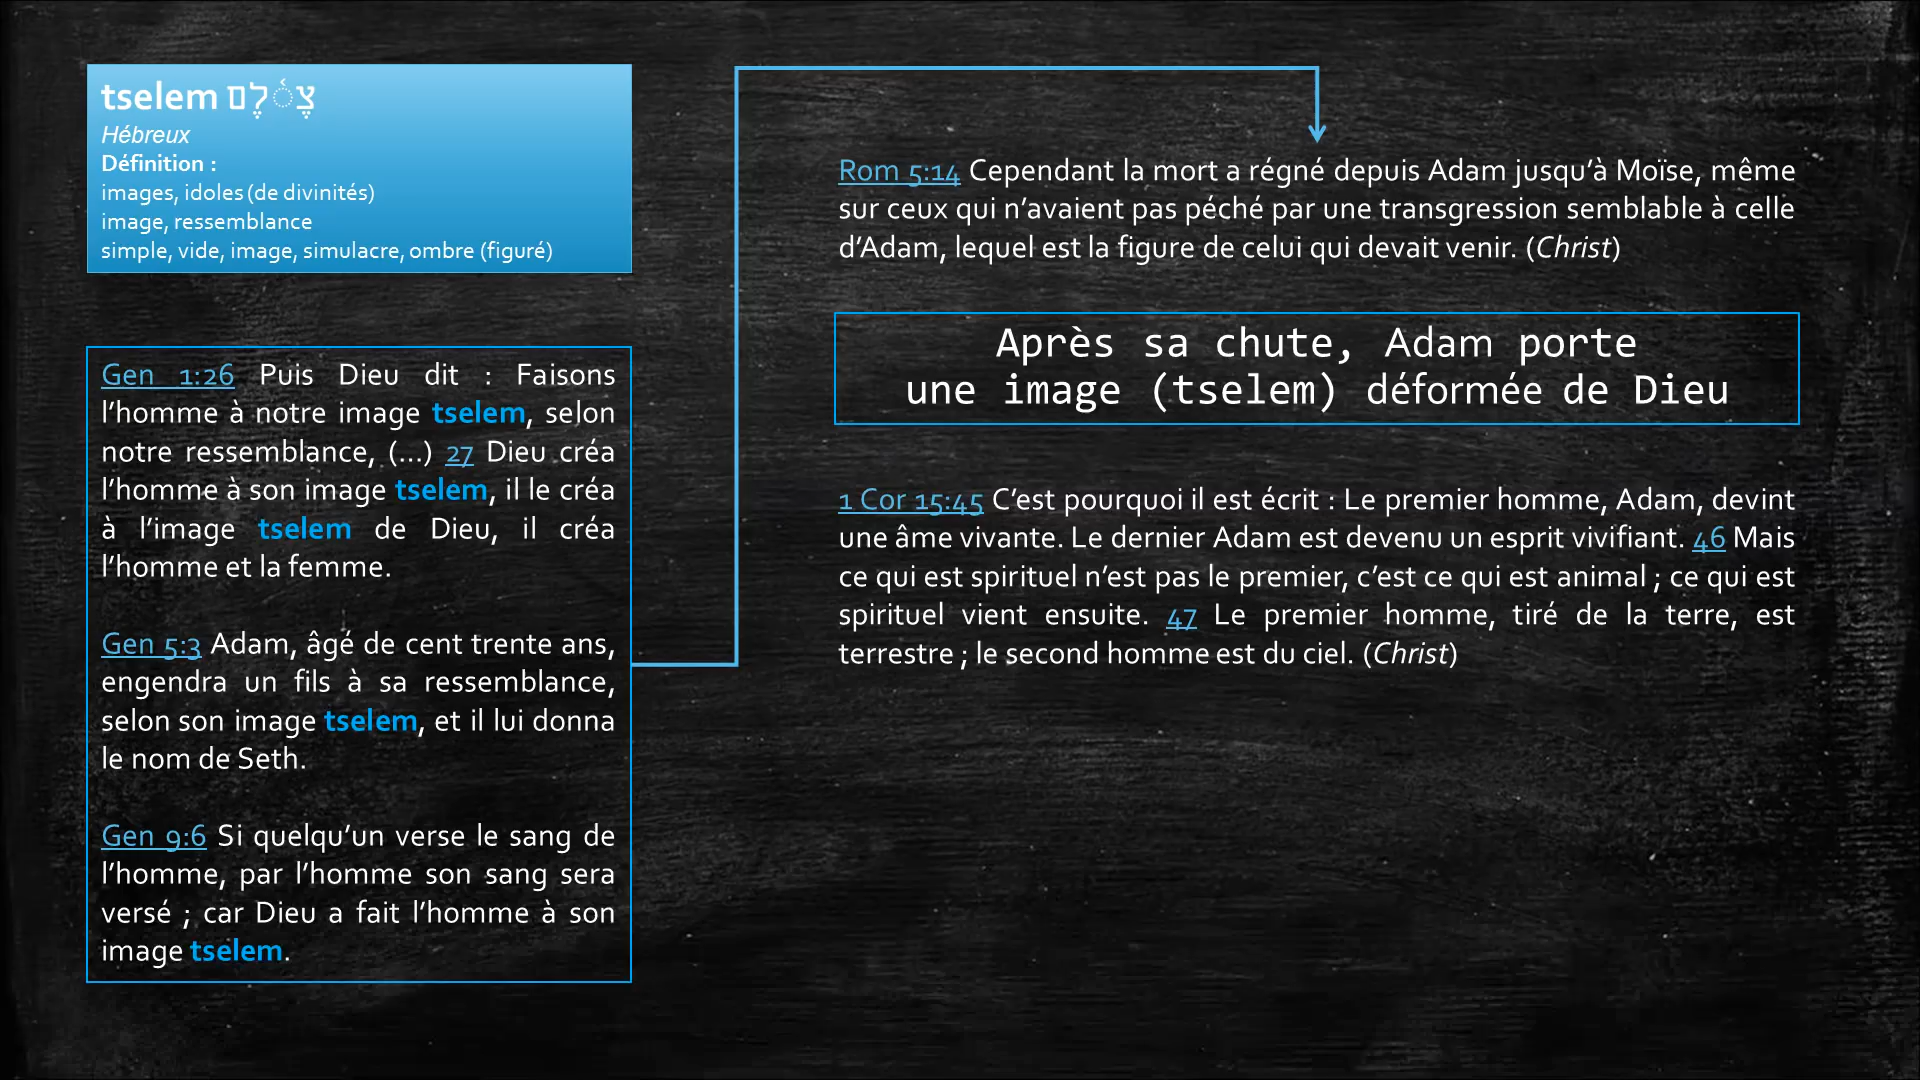 tselem צֶ֫לֶם
Hébreux
Définition :
images, idoles (de divinités)
image, ressemblance
simple, vide, image, simulacre, ombre (figuré)
Gen 1:26 Puis Dieu dit : Faisons
l’homme à notre image tselem, selon
notre ressemblance, (…) 27 Dieu créa
l’homme à son image tselem, il le créa
à l’image tselem de Dieu, il créa
l’homme et la femme.
Gen 5:3 Adam, âgé de cent trente ans,
engendra un fils à sa ressemblance,
selon son image tselem, et il lui donna
le nom de Seth.
Gen 9:6 Si quelqu’un verse le sang de
l’homme, par l’homme son sang sera
versé ; car Dieu a fait l’homme à son
image tselem.
Rom 5:14 Cependant la mort a régné depuis Adam jusqu’à Moïse, même
sur ceux qui n’avaient pas péché par une transgression semblable à celle
d’Adam, lequel est la figure de celui qui devait venir. (Christ)
Après sa chute, Adam porte
une image (tselem) déformée de Dieu
1 Cor 15:45 C’est pourquoi il est écrit : Le premier homme, Adam, devint
une âme vivante. Le dernier Adam est devenu un esprit vivifiant. 46 Mais
ce qui est spirituel n’est pas le premier, c’est ce qui est animal ; ce qui est
spirituel vient ensuite. 47 Le premier homme, tiré de la terre, est
terrestre ; le second homme est du ciel. (Christ)